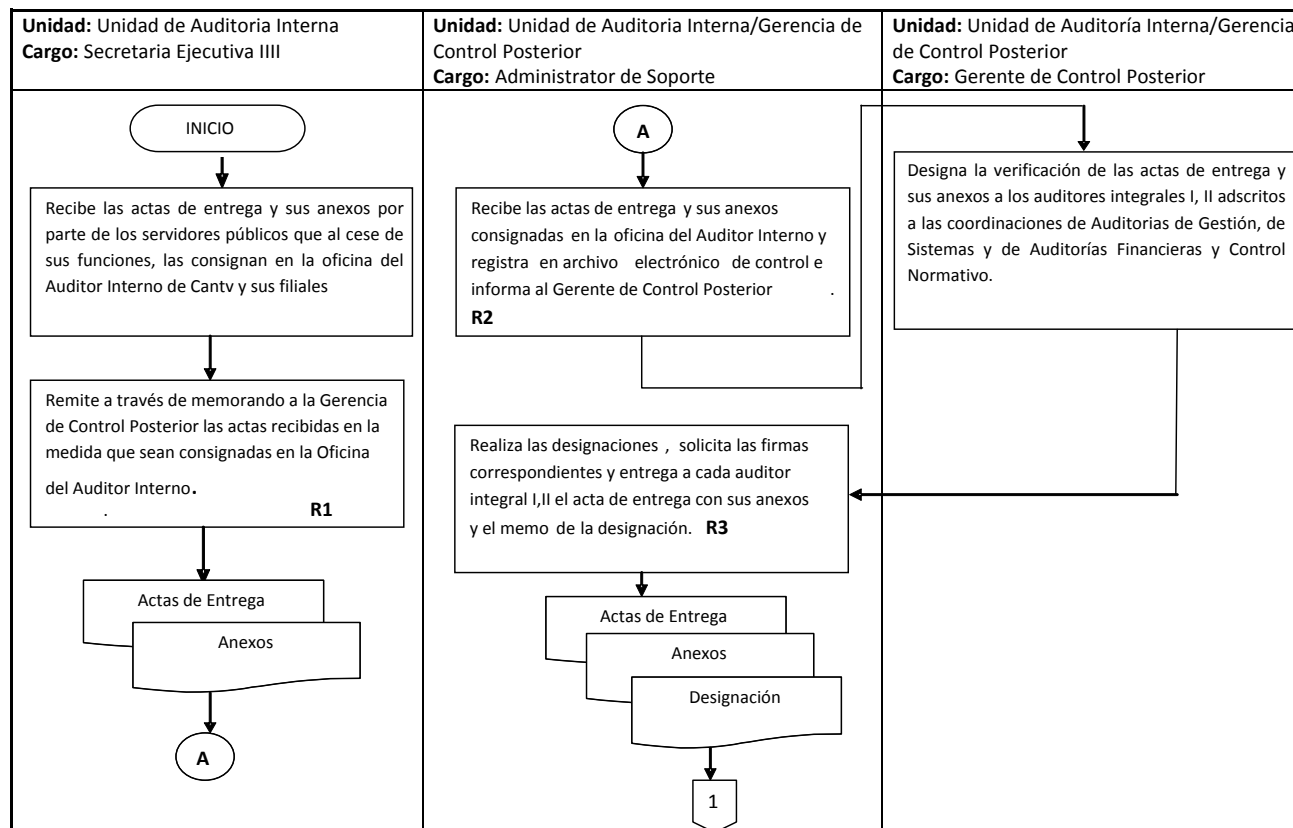 Unidad: Unidad de Auditoria Interna
Cargo: Secretaria Ejecutiva IIII
Unidad: Unidad de Auditoria Interna/Gerencia de
Control Posterior
Cargo: Administrator de Soporte
Unidad: Unidad de Auditoría Interna/Gerencia
de Control Posterior
Cargo: Gerente de Control Posterior
INICIO
Recibe las actas de entrega y sus anexos por
parte de los servidores públicos que al cese de
sus funciones, las consignan en la oficina del
Auditor Interno de Cantv y sus filiales
Remite a través de memorando a la Gerencia
de Control Posterior las actas recibidas en la
medida que sean consignadas en la Oficina
del Auditor Interno.
. R1
Actas de Entrega
Anexos
A
A
Recibe las actas de entrega y sus anexos
consignadas en la oficina del Auditor Interno y
registra en archivo electrónico de control e
informa al Gerente de Control Posterior .
R2
Realiza las designaciones , solicita las firmas
correspondientes y entrega a cada auditor
integral I,II el acta de entrega con sus anexos
y el memo de la designación. R3
Actas de Entrega
Anexos
Designación
1
Designa la verificación de las actas de entrega y
sus anexos a los auditores integrales I, II adscritos
a las coordinaciones de Auditorias de Gestión, de
Sistemas y de Auditorías Financieras y Control
Normativo.